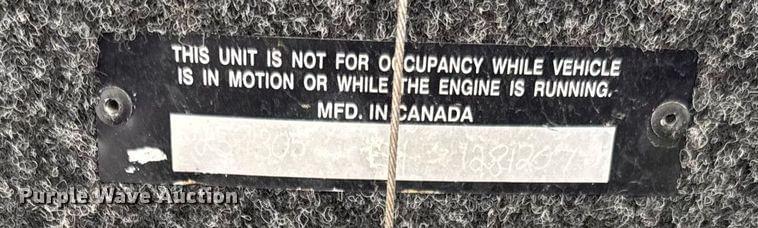 THIS UNIT IS NOT FOR OCCUPANCY WHILE VEHICLE
IS IN MOTION OR WHILE THE ENGINE IS RUNNING.
MFD. IN CANADA
Purple Wave Auction